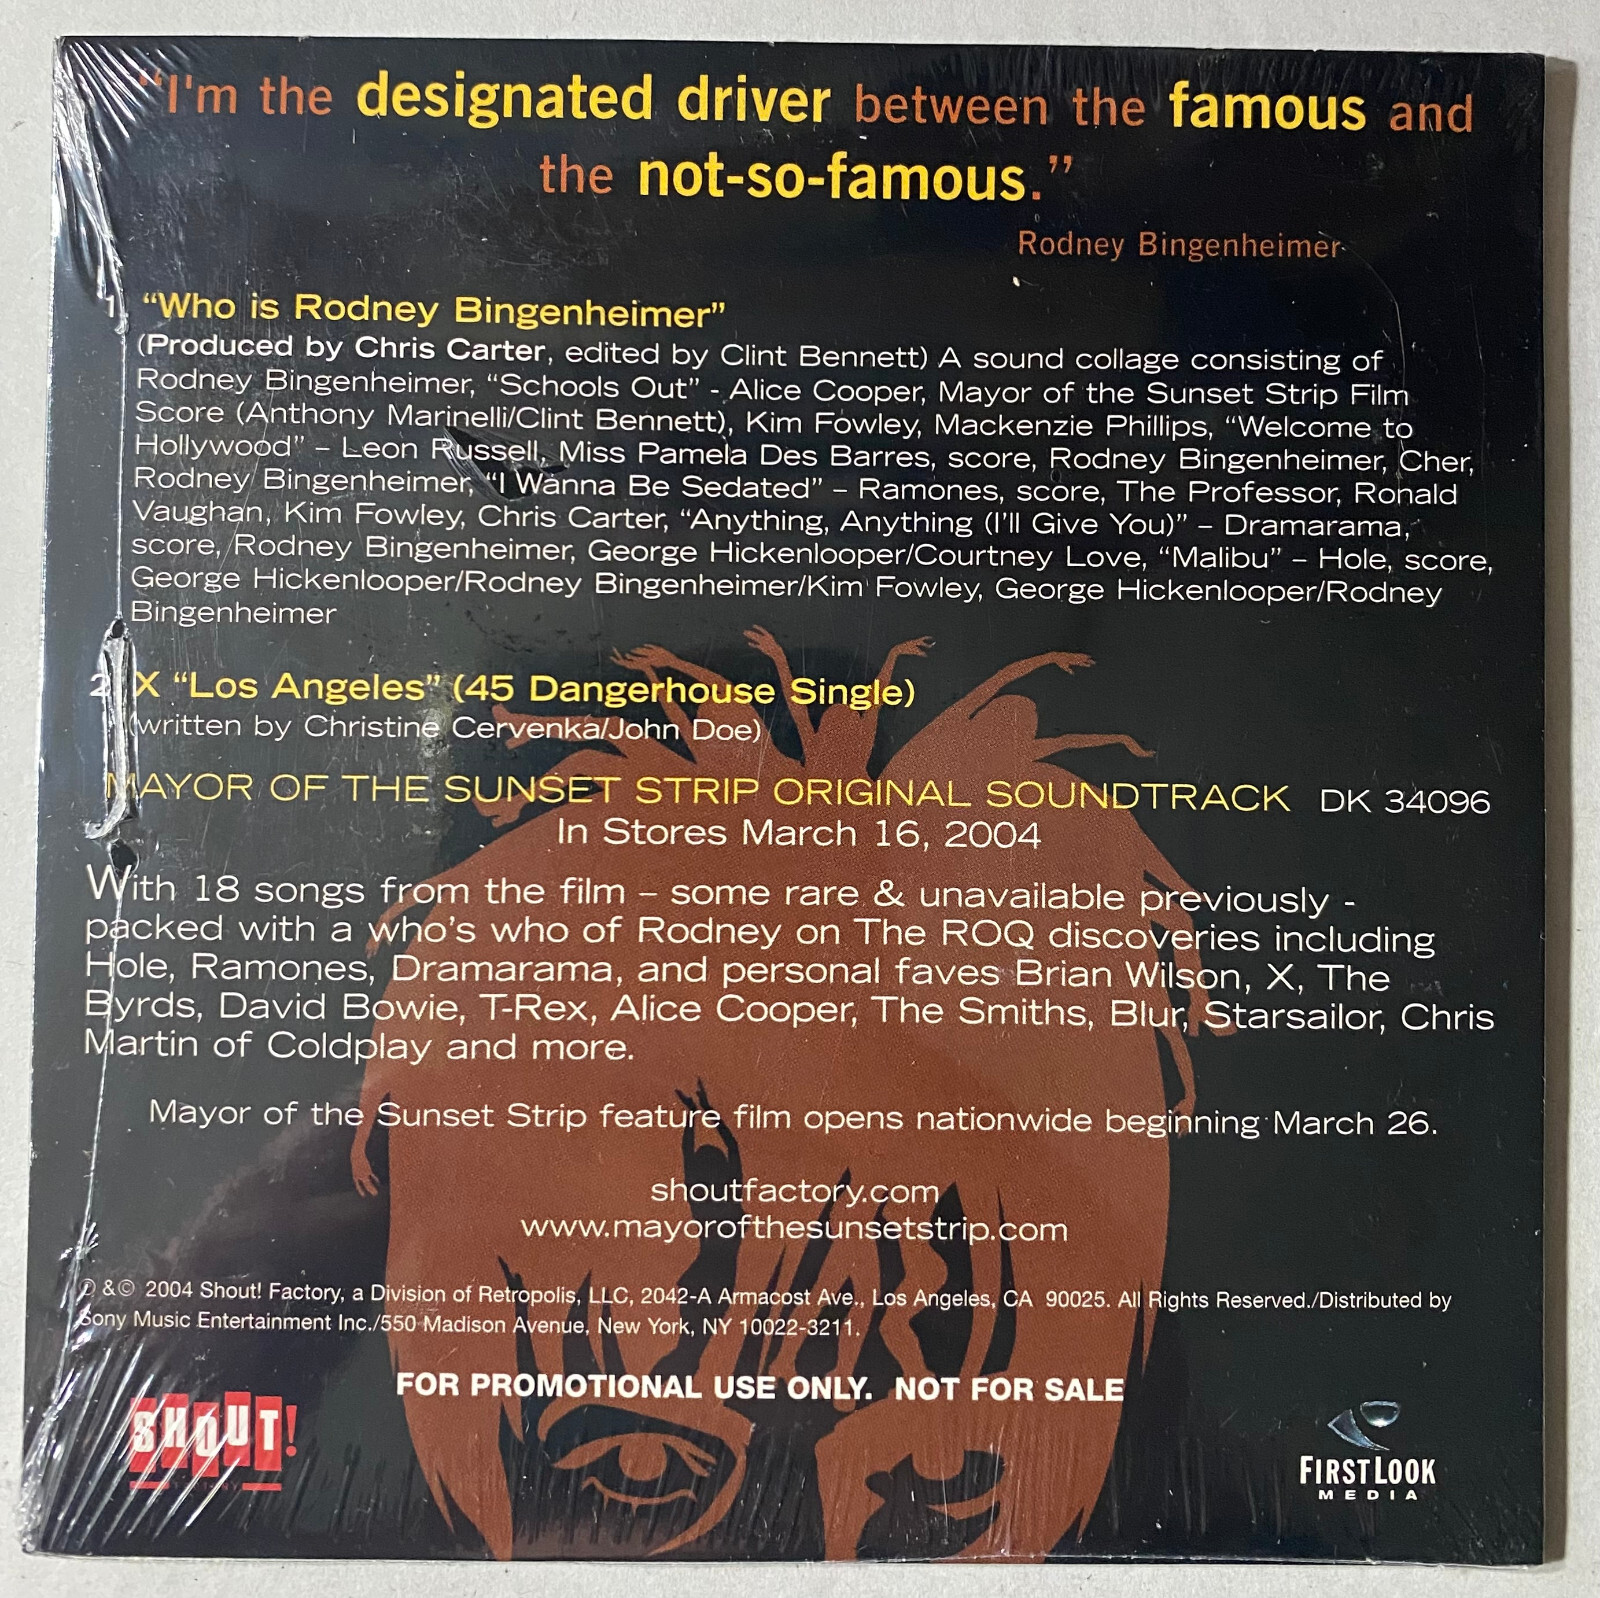 “I'm the designated driver between the famous and
the not-so-famous.”
Rodney Bingenheimer
1. “Who is Rodney Bingenheimer”
(Produced by Chris Carter, edited by Clint Bennett) A sound collage consisting of
Rodney Bingenheimer, “Schools Out” - Alice Cooper, Mayor of the Sunset Strip Film
Score (Anthony Marinelli/Clint Bennett), Kim Fowley, Mackenzie Phillips, “Welcome to
Hollywood” – Leon Russell, Miss Pamela Des Barres, score, Rodney Bingenheimer, Cher,
Rodney Bingenheimer, “I Wanna Be Sedated” – Ramones, score, The Professor, Ronald
Vaughan, Kim Fowley, Chris Carter, “Anything, Anything (I’ll Give You)” – Dramarama,
score, Rodney Bingenheimer, George Hickenlooper/Courtney Love, “Malibu” – Hole, score,
George Hickenlooper/Rodney Bingenheimer/Kim Fowley, George Hickenlooper/Rodney
Bingenheimer
2. X “Los Angeles” (45 Dangerhouse Single)
(written by Christine Cervenka/John Doe)
MAYOR OF THE SUNSET STRIP ORIGINAL SOUNDTRACK DK 34096
In Stores March 16, 2004
With 18 songs from the film – some rare & unavailable previously -
packed with a who’s who of Rodney on The ROQ discoveries including
Hole, Ramones, Dramarama, and personal faves Brian Wilson, X, The
Byrds, David Bowie, T-Rex, Alice Cooper, The Smiths, Blur, Starsailor, Chris
Martin of Coldplay and more.
Mayor of the Sunset Strip feature film opens nationwide beginning March 26.
shoutfactory.com
www.mayorofthesunsetstrip.com
℗ &© 2004 Shout! Factory, a Division of Retropolis, LLC, 2042-A Armacost Ave., Los Angeles, CA 90025. All Rights Reserved./Distributed by
Sony Music Entertainment Inc./550 Madison Avenue, New York, NY 10022-3211.
FOR PROMOTIONAL USE ONLY. NOT FOR SALE
SHOUT!
FIRST LOOK
MEDIA